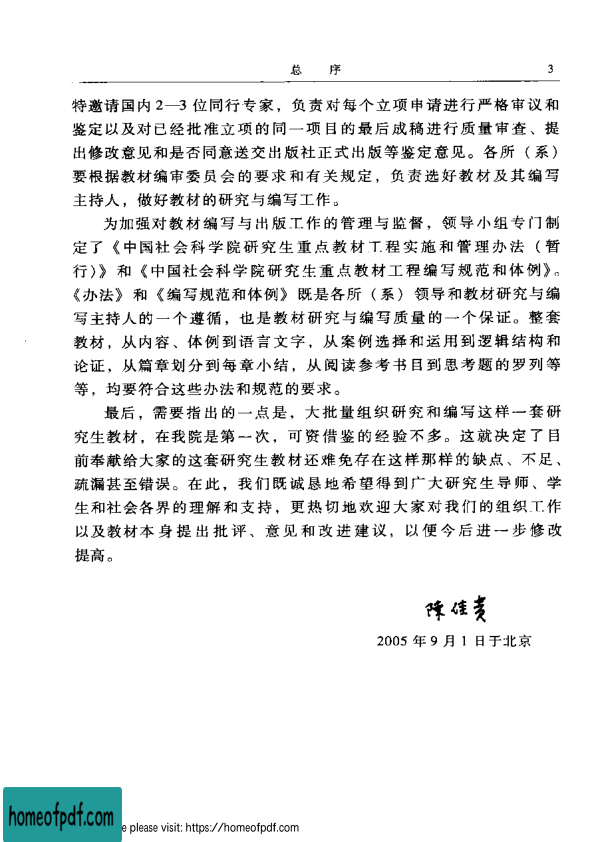 总 序 3
特邀请国内2—3位同行专家，负责对每个立项申请进行严格审议和
鉴定以及对已经批准立项的同一项目的最后成稿进行质量审查、提
出修改意见和是否同意送交出版社正式出版等鉴定意见。各所（系）
要根据教材编审委员会的要求和有关规定，负责选好教材及其编写
主持人，做好教材的研究与编写工作。
为加强对教材编写与出版工作的管理与监督，领导小组专门制
定了《中国社会科学院研究生重点教材工程实施和管理办法（暂
行）》和《中国社会科学院研究生重点教材工程编写规范和体例》。
《办法》和《编写规范和体例》既是各所（系）领导和教材研究与编
写主持人的一个遵循，也是教材研究与编写质量的一个保证。整套
教材，从内容、体例到语言文字，从案例选择和运用到逻辑结构和
论证，从篇章划分到每章小结，从阅读参考书目到思考题的罗列等
等，均要符合这些办法和规范的要求。
最后，需要指出的一点是，大批量组织研究和编写这样一套研
究生教材，在我院是第一次，可资借鉴的经验不多。这就决定了目
前奉献给大家的这套研究生教材还难免存在这样那样的缺点、不足、
疏漏甚至错误。在此，我们既诚恳地希望得到广大研究生导师、学
生和社会各界的理解和支持，更热切地欢迎大家对我们的组织工作
以及教材本身提出批评、意见和改进建议，以便今后进一步修改
提高。
陈佳贵
2005年9月1日于北京
homeofpdf.com
e please visit: https://homeofpdf.com